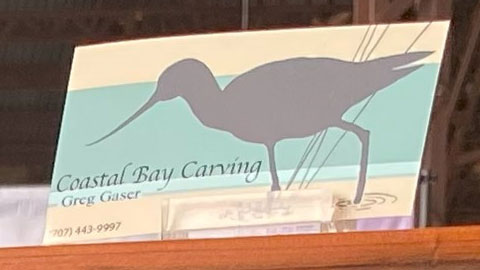 Coastal Bay Carving
Greg Gaser
(707) 443-9997